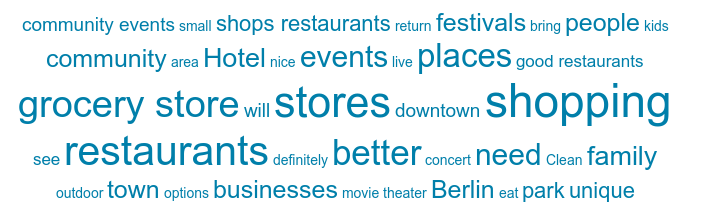 community events small shops restaurants return festivals bring people kids
community area Hotel nice events live places good restaurants
grocery store will stores downtown shopping
see restaurants definitely better concert need Clean family
outdoor town options businesses movie theater Berlin eat park unique